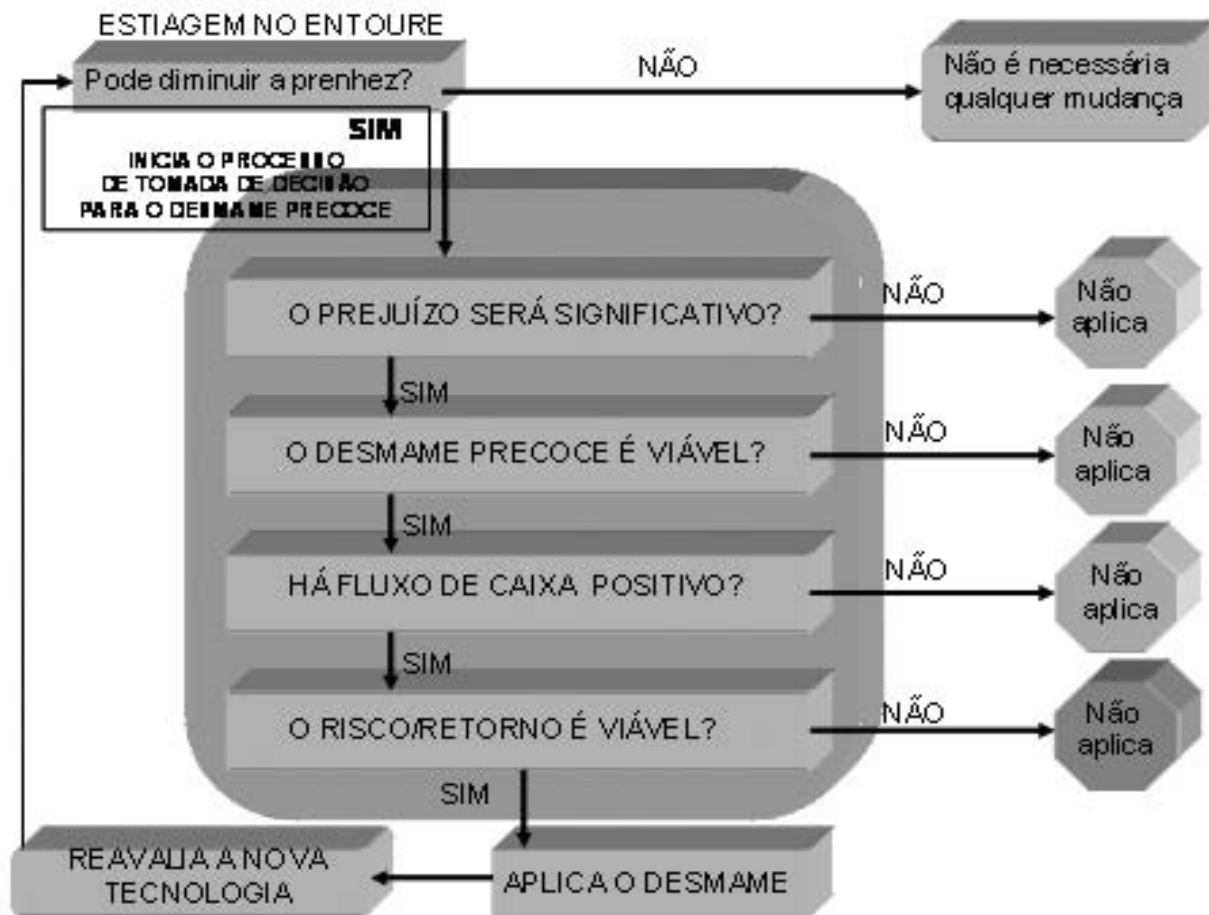 ESTIAGEM NO ENTOURE
Pode diminuir a prenhez?
NÃO
Não é necessária
qualquer mudança
SIM
INICIA O PROCESSO
DE TOMADA DE DECISÃO
PARA O DESMAME PRECOCE
O PREJUÍZO SERÁ SIGNIFICATIVO?
NÃO
Não
aplica
SIM
O DESMAME PRECOCE É VIÁVEL?
NÃO
Não
aplica
SIM
HÁ FLUXO DE CAIXA POSITIVO?
NÃO
Não
aplica
SIM
O RISCO/RETORNO É VIÁVEL?
NÃO
Não
aplica
SIM
REAVALIA A NOVA
TECNOLOGIA
APLICA O DESMAME